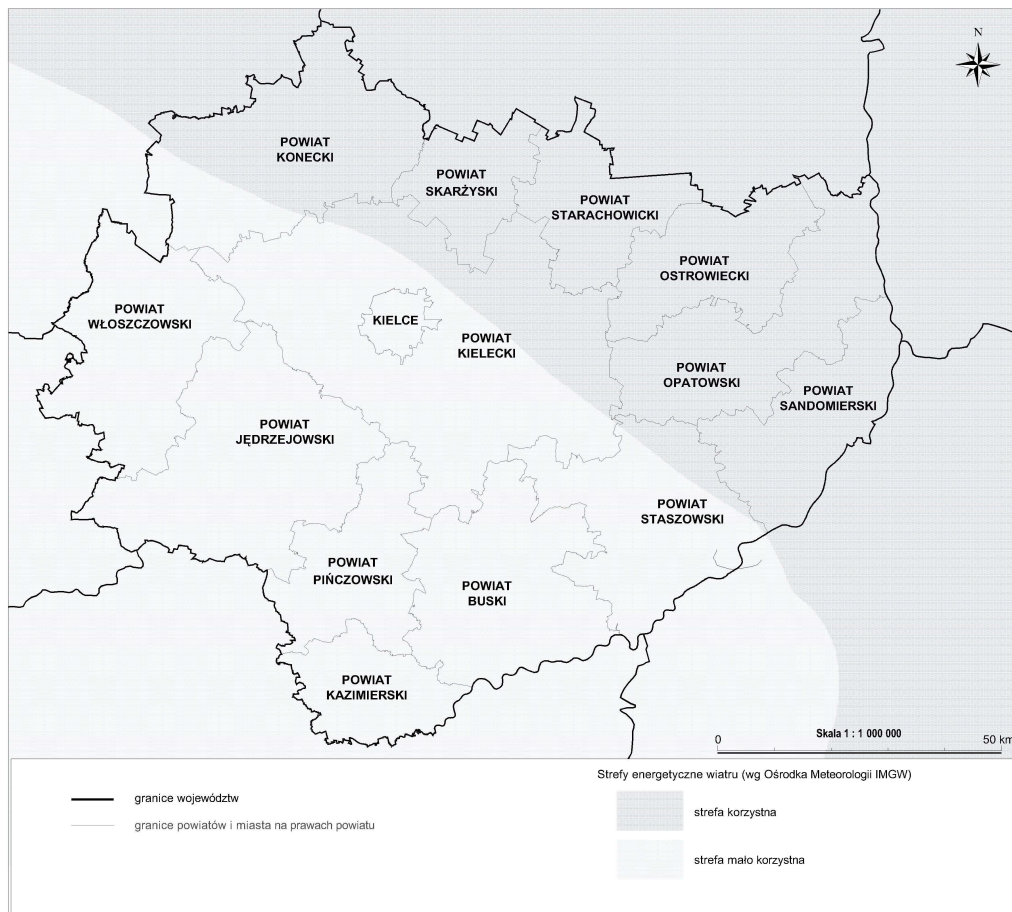 N
POWIAT
KONECKI
POWIAT
SKARŻYSKI
POWIAT
STARACHOWICKI
POWIAT
OSTROWIECKI
POWIAT
WŁOSZCZOWSKI
KIELCE
POWIAT
KIELECKI
POWIAT
OPATOWSKI
POWIAT
SANDOMIERSKI
POWIAT
JĘDRZEJOWSKI
POWIAT
STASZOWSKI
POWIAT
PIŃCZOWSKI
POWIAT
BUSKI
POWIAT
KAZIMIERSKI
0 Skala 1 : 1 000 000 50 km
Strefy energetyczne wiatru (wg Ośrodka Meteorologii IMGW)
granice województw
strefa korzystna
granice powiatów i miasta na prawach powiatu
strefa mało korzystna